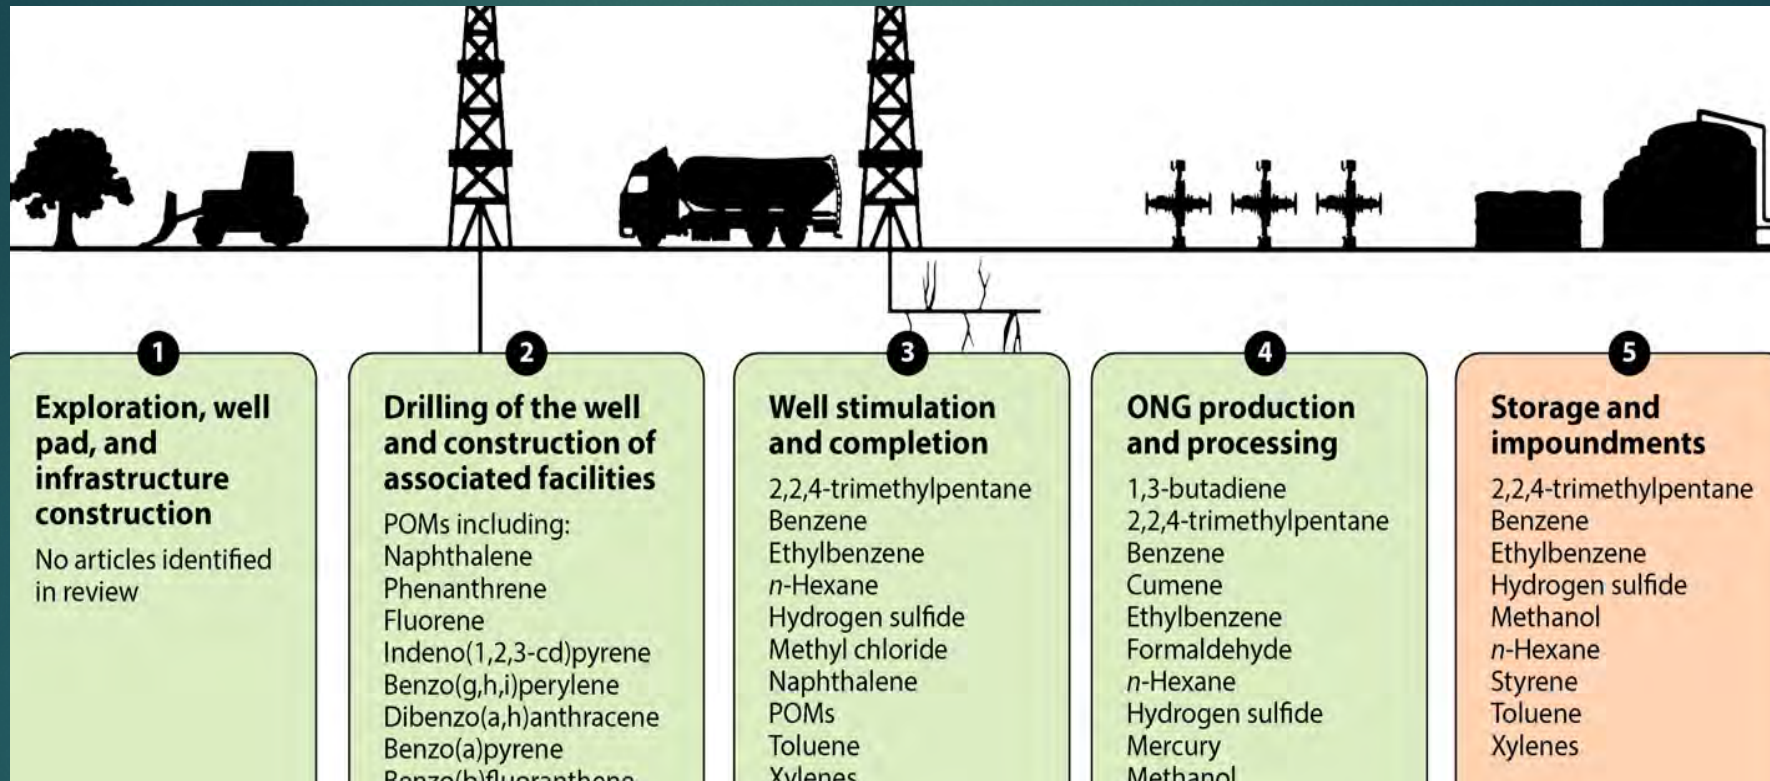 1
Exploration, well
pad, and
infrastructure
construction
No articles identified
in review
2
Drilling of the well
and construction of
associated facilities
POMs including:
Naphthalene
Phenanthrene
Fluorene
Indeno(1,2,3-cd)pyrene
Benzo(g,h,i)perylene
Dibenzo(a,h)anthracene
Benzo(a)pyrene
Benzo(b)fluoranthene
3
Well stimulation
and completion
2,2,4-trimethylpentane
Benzene
Ethylbenzene
n-Hexane
Hydrogen sulfide
Methyl chloride
Naphthalene
POMs
Toluene
Xylenes
4
ONG production
and processing
1,3-butadiene
2,2,4-trimethylpentane
Benzene
Cumene
Ethylbenzene
Formaldehyde
n-Hexane
Hydrogen sulfide
Mercury
Methanol
5
Storage and
impoundments
2,2,4-trimethylpentane
Benzene
Ethylbenzene
Hydrogen sulfide
Methanol
n-Hexane
Styrene
Toluene
Xylenes